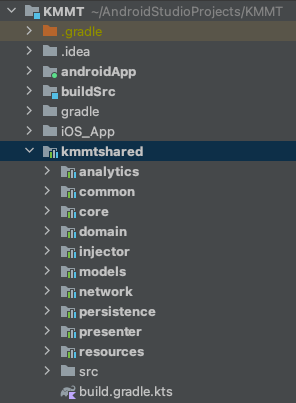 KMMT ~/AndroidStudioProjects/KMMT
.gradle
.idea
androidApp
buildSrc
gradle
iOS_App
kmmtshared
analytics
common
core
domain
injector
models
network
persistence
presenter
resources
src
build.gradle.kts